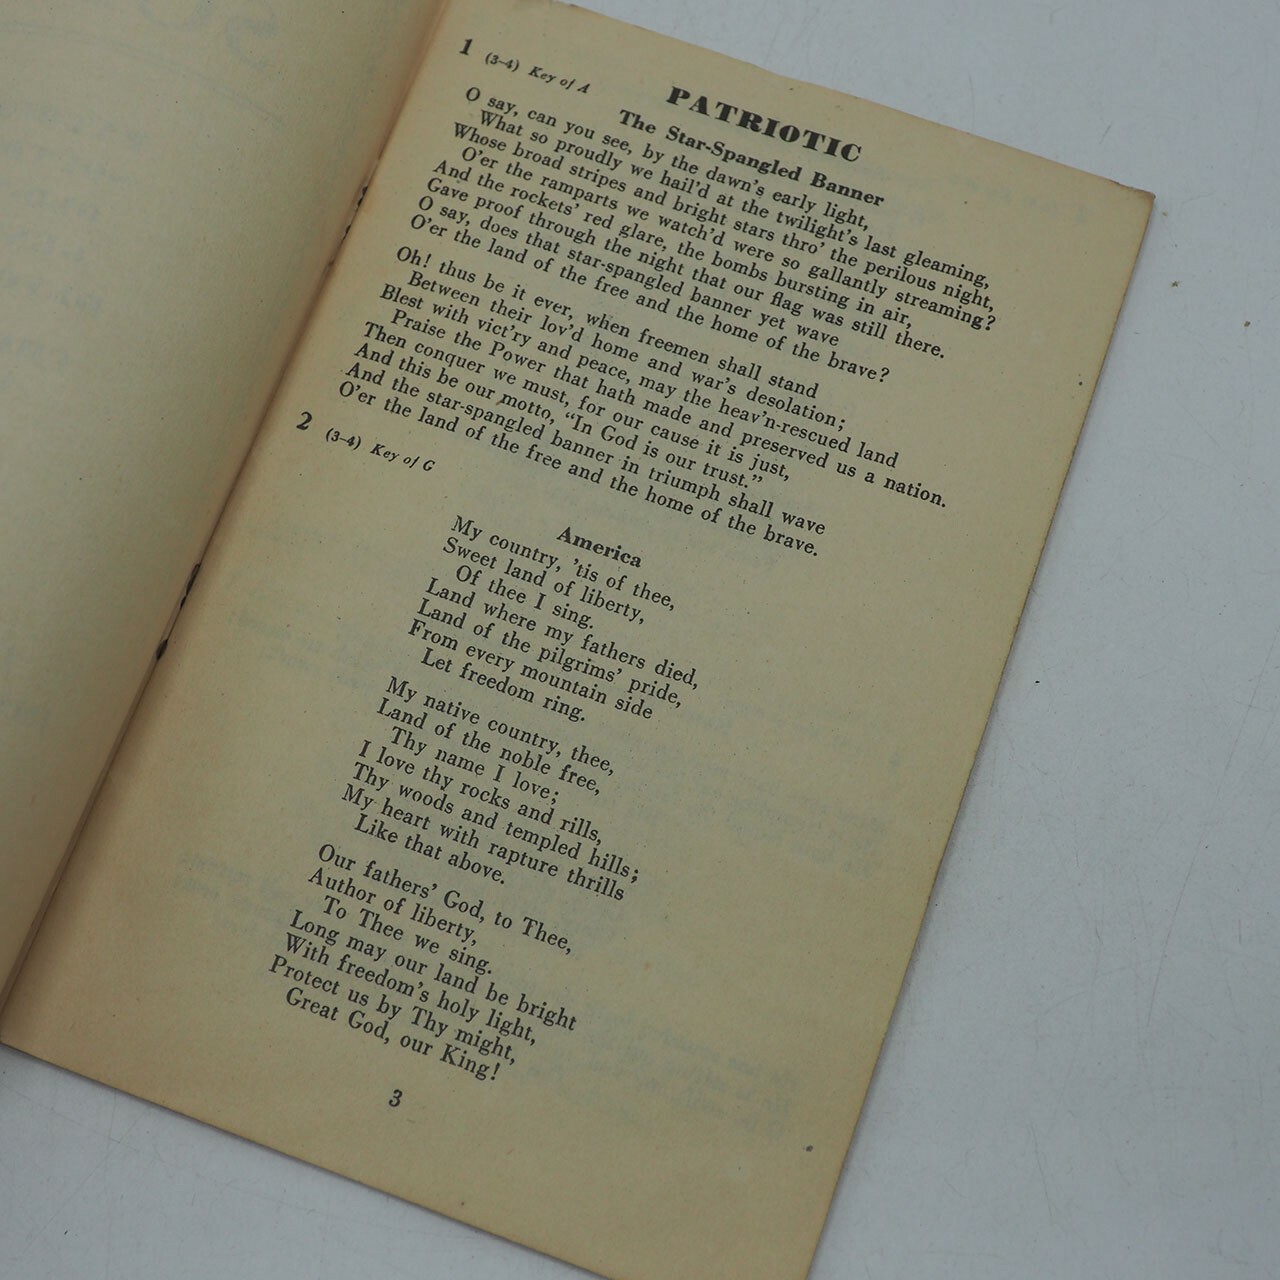 1 (3-4) Key of A
PATRIOTIC
The Star-Spangled Banner
O say, can you see, by the dawn's early light,
What so proudly we hail'd at the twilight's last gleaming,
Whose broad stripes and bright stars thro' the perilous night,
O'er the ramparts we watch'd were so gallantly streaming?
And the rockets' red glare, the bombs bursting in air,
Gave proof through the night that our flag was still there.
O say, does that star-spangled banner yet wave
O'er the land of the free and the home of the brave?
Oh! thus be it ever, when freemen shall stand
Between their lov'd home and war's desolation;
Blest with vict'ry and peace, may the heav'n-rescued land
Praise the Power that hath made and preserved us a nation.
Then conquer we must, for our cause it is just,
And this be our motto, "In God is our trust."
And the star-spangled banner in triumph shall wave
O'er the land of the free and the home of the brave.
2 (3-4) Key of G
America
My country, 'tis of thee,
Sweet land of liberty,
Of thee I sing.
Land where my fathers died,
Land of the pilgrims' pride,
From every mountain side
Let freedom ring.
My native country, thee,
Land of the noble free,
Thy name I love;
I love thy rocks and rills,
Thy woods and templed hills;
My heart with rapture thrills
Like that above.
Our fathers' God, to Thee,
Author of liberty,
To Thee we sing.
Long may our land be bright
With freedom's holy light,
Protect us by Thy might,
Great God, our King!
3